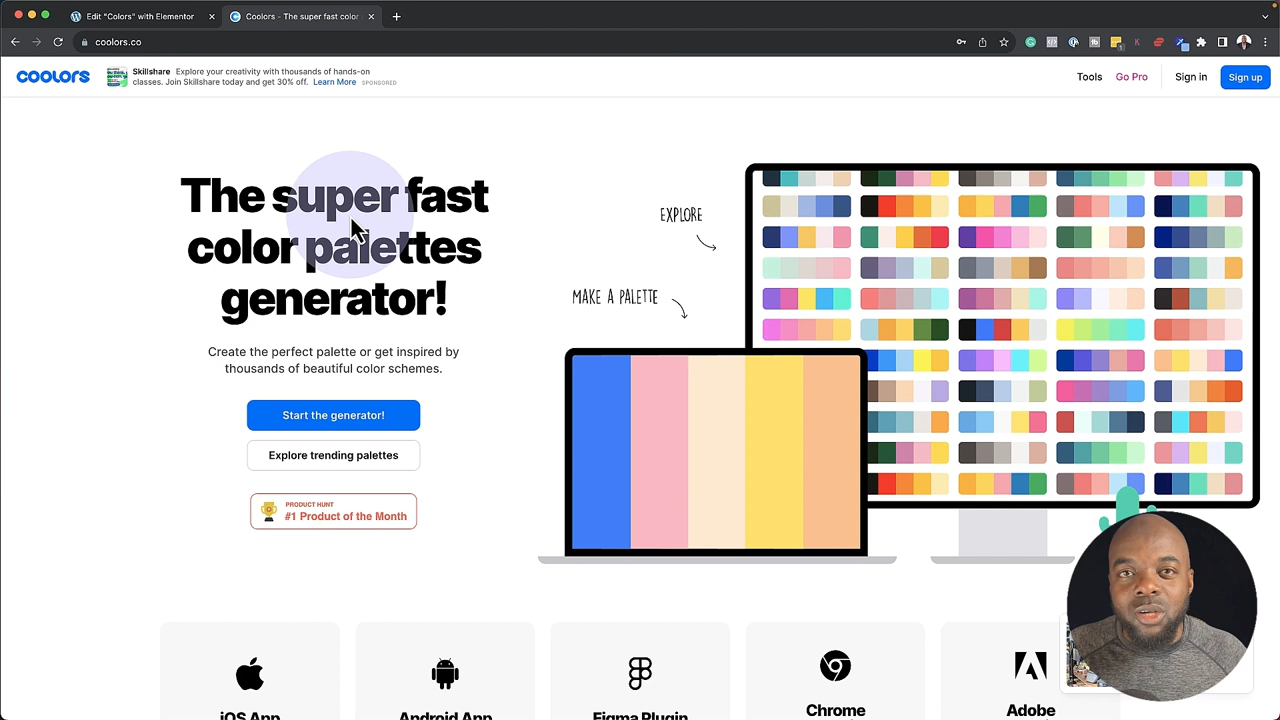 Edit "Colors" with Elementor
Coolors - The super fast color
coolors.co
coolors
Skillshare Explore your creativity with thousands of hands-on
classes. Join Skillshare today and get 30% off. Learn More SPONSORED
Tools
Go Pro
Sign in
Sign up
The super fast
color palettes
generator!
Create the perfect palette or get inspired by
thousands of beautiful color schemes.
Start the generator!
Explore trending palettes
PRODUCT HUNT
#1 Product of the Month
EXPLORE
MAKE A PALETTE
iOS App
Android App
Figma Plugin
Chrome
Adobe